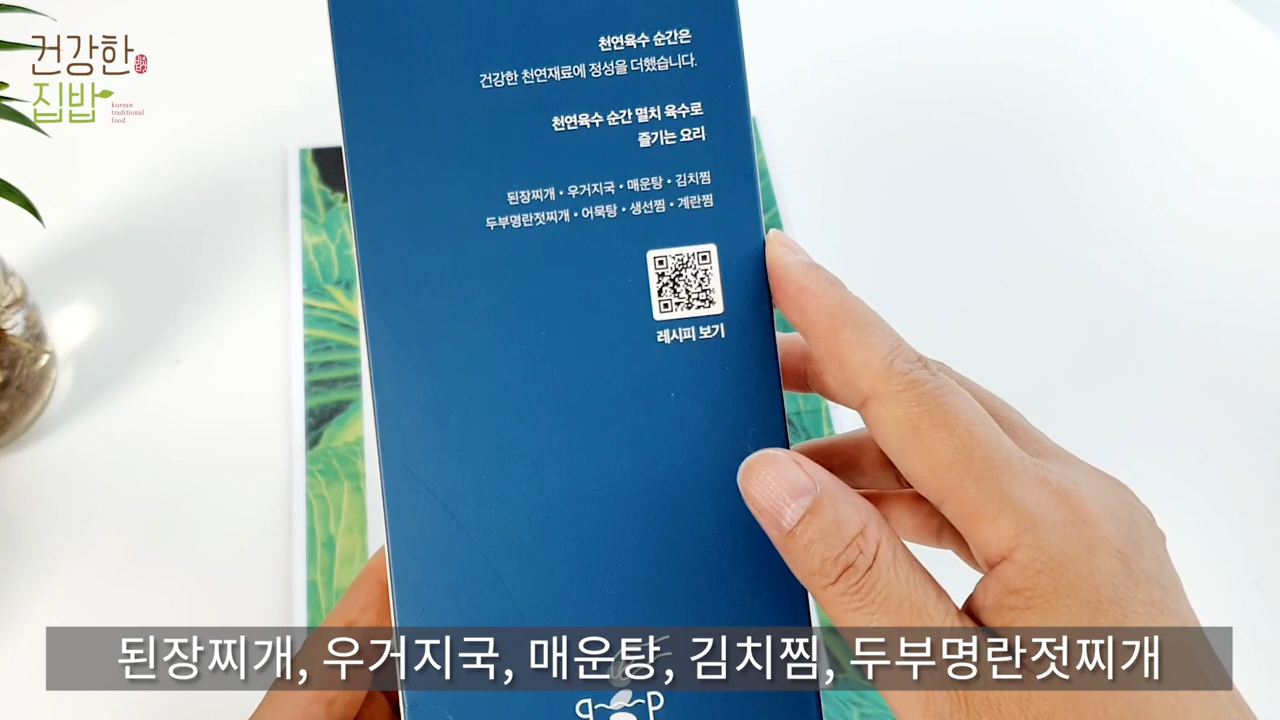 건강한
집밥
korean
traditional
food
천연육수 순간은
건강한 천연재료에 정성을 더했습니다.
천연육수 순간 멸치 육수로
즐기는 요리
된장찌개 • 우거지국 • 매운탕 • 김치찜
두부명란젓찌개 • 어묵탕 • 생선찜 • 계란찜
레시피 보기
된장찌개, 우거지국, 매운탕, 김치찜, 두부명란젓찌개